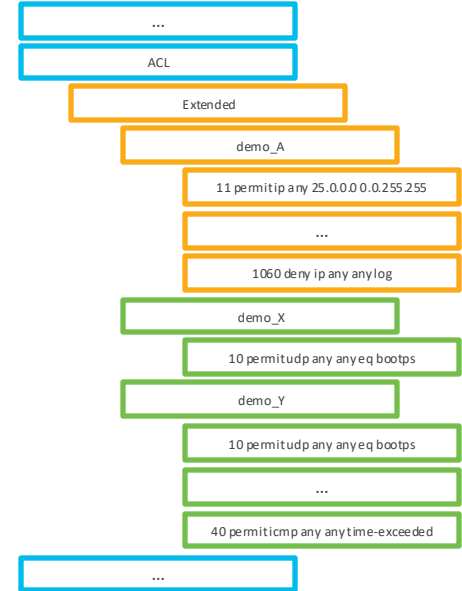 ...
ACL
Extended
demo_A
11 permit ip any 25.0.0.0 0.0.255.255
...
1060 deny ip any any log
demo_X
10 permit udp any any eq bootps
demo_Y
10 permit udp any any eq bootps
...
40 permit icmp any any time-exceeded
...